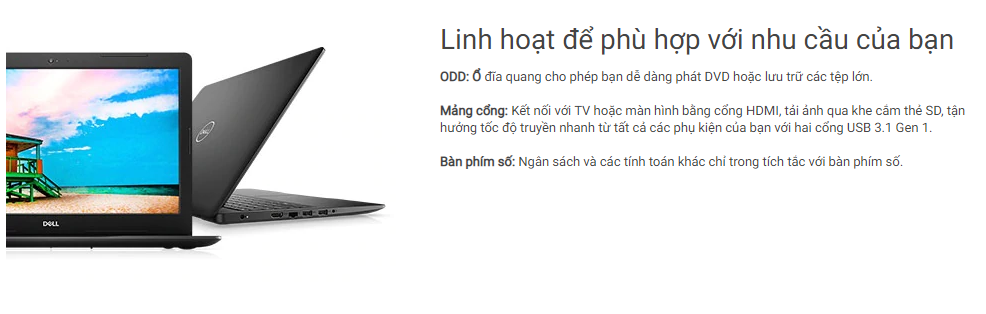 Linh hoạt để phù hợp với nhu cầu của bạn
ODD: Ổ đĩa quang cho phép bạn dễ dàng phát DVD hoặc lưu trữ các tệp lớn.
Mảng cổng: Kết nối với TV hoặc màn hình bằng cổng HDMI, tải ảnh qua khe cắm thẻ SD, tận
hưởng tốc độ truyền nhanh từ tất cả các phụ kiện của bạn với hai cổng USB 3.1 Gen 1.
Bàn phím số: Ngân sách và các tính toán khác chỉ trong tích tắc với bàn phím số.
DELL
DELL